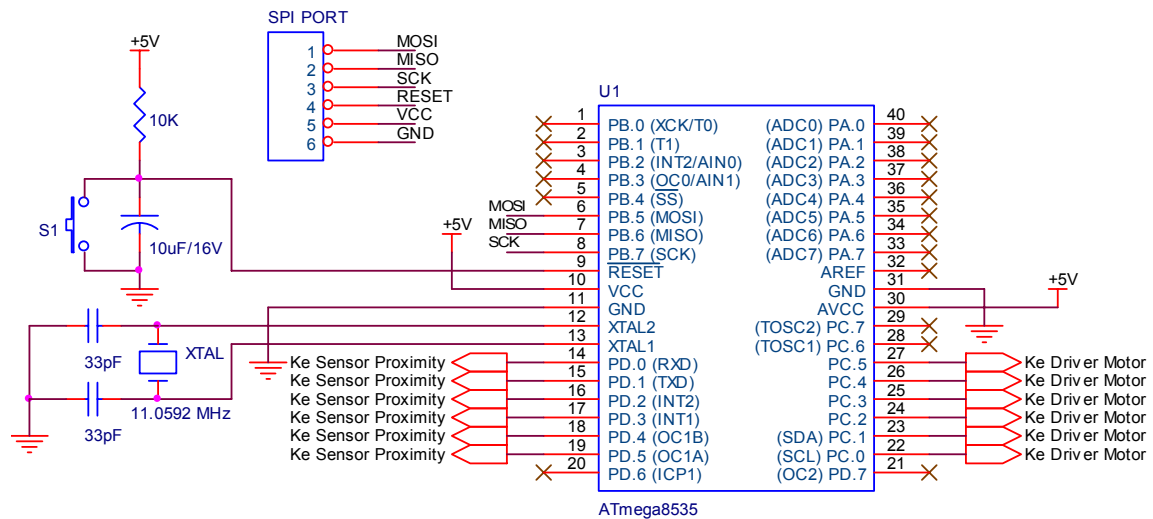 SPI PORT
1 MOSI
2 MISO
3 SCK
4 RESET
5 VCC
6 GND
+5V
10K
S1
10uF/16V
33pF
XTAL
11.0592 MHz
33pF
+5V
MOSI
MISO
SCK
U1
1 PB.0 (XCK/T0)
2 PB.1 (T1)
3 PB.2 (INT2/AIN0)
4 PB.3 (OC0/AIN1)
5 PB.4 (SS)
6 PB.5 (MOSI)
7 PB.6 (MISO)
8 PB.7 (SCK)
9 RESET
10 VCC
11 GND
12 XTAL2
13 XTAL1
Ke Sensor Proximity 14 PD.0 (RXD)
Ke Sensor Proximity 15 PD.1 (TXD)
Ke Sensor Proximity 16 PD.2 (INT2)
Ke Sensor Proximity 17 PD.3 (INT1)
Ke Sensor Proximity 18 PD.4 (OC1B)
Ke Sensor Proximity 19 PD.5 (OC1A)
20 PD.6 (ICP1)
(ADC0) PA.0 40
(ADC1) PA.1 39
(ADC2) PA.2 38
(ADC3) PA.3 37
(ADC4) PA.4 36
(ADC5) PA.5 35
(ADC6) PA.6 34
(ADC7) PA.7 33
AREF 32
GND 31
AVCC 30
+5V
(TOSC2) PC.7 29
(TOSC1) PC.6 28
PC.5 27 Ke Driver Motor
PC.4 26 Ke Driver Motor
PC.3 25 Ke Driver Motor
PC.2 24 Ke Driver Motor
(SDA) PC.1 23 Ke Driver Motor
(SCL) PC.0 22 Ke Driver Motor
(OC2) PD.7 21
ATmega8535